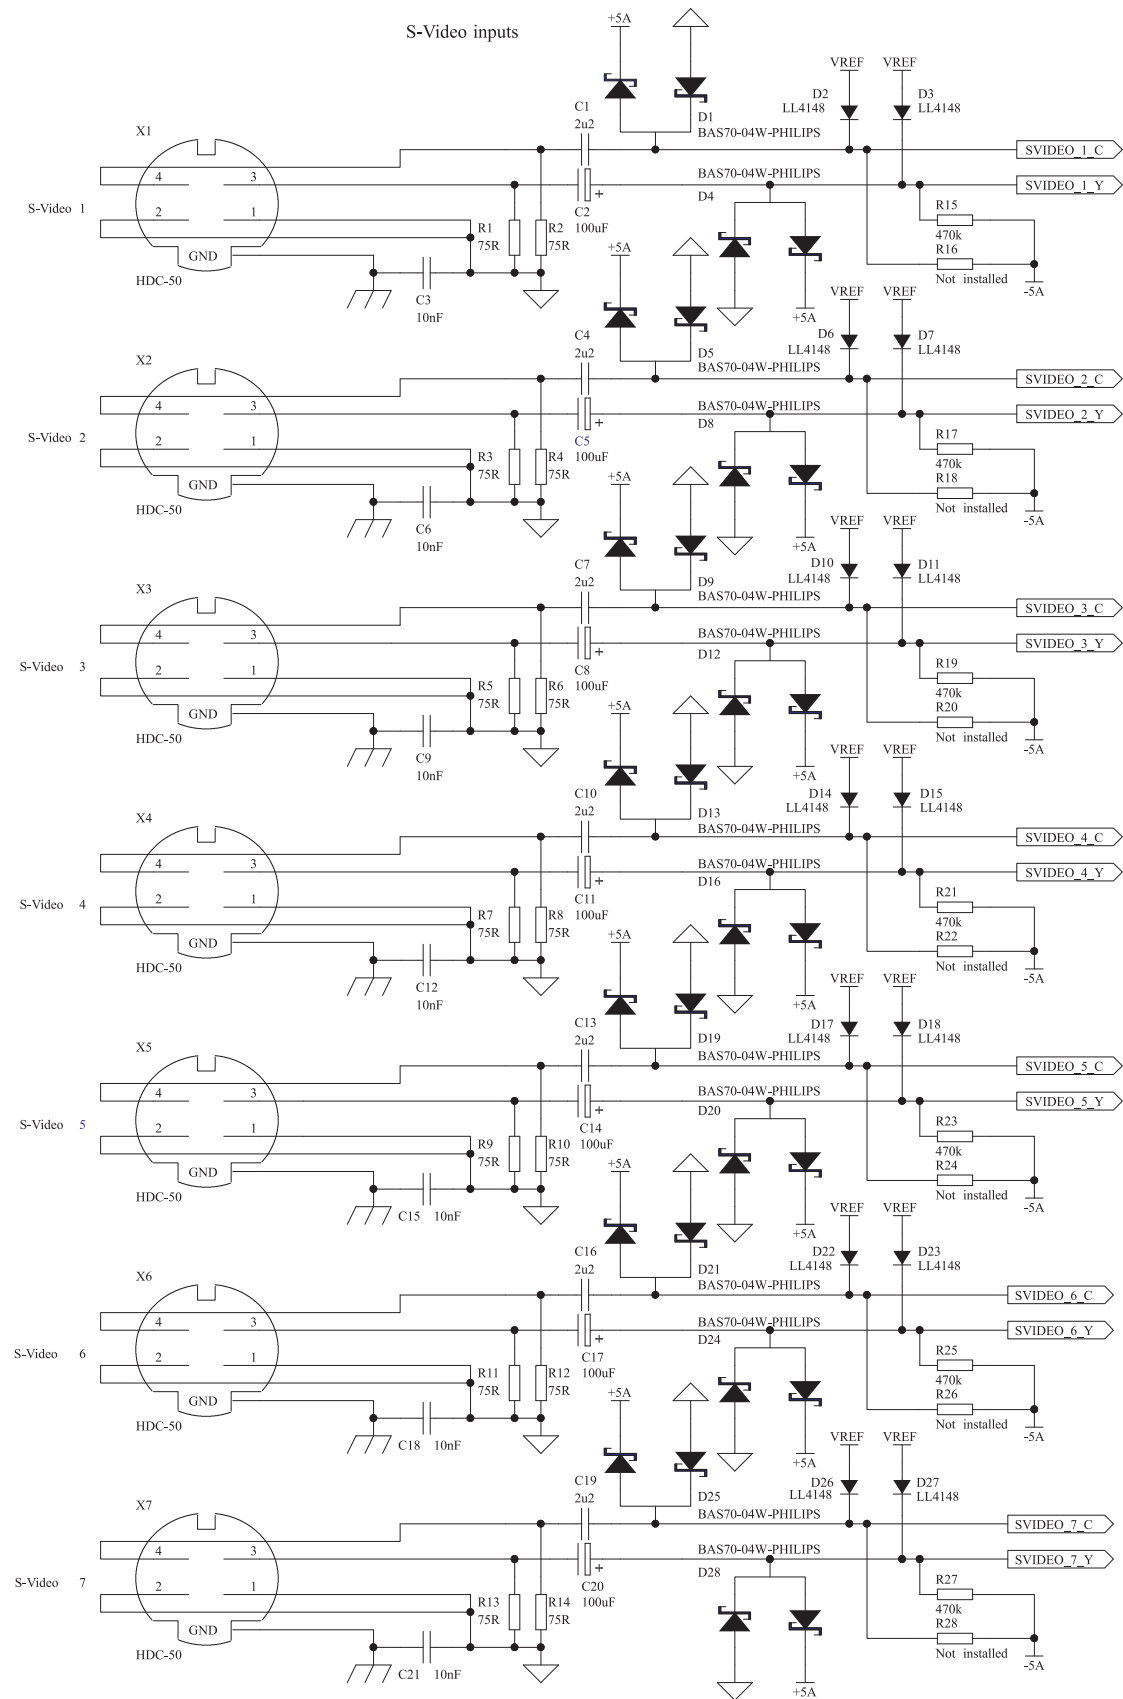 S-Video inputs
+5A
D1
BAS70-04W-PHILIPS
VREF
VREF
D2
LL4148
D3
LL4148
C1
2u2
X1
4
3
2
1
GND
HDC-50
S-Video 1
R1
75R
R2
75R
C2
100uF
C3
10nF
BAS70-04W-PHILIPS
D4
+5A
SVIDEO_1_C
SVIDEO_1_Y
R15
470k
R16
Not installed
-5A
+5A
D5
BAS70-04W-PHILIPS
VREF
VREF
D6
LL4148
D7
LL4148
C4
2u2
X2
4
3
2
1
GND
HDC-50
S-Video 2
R3
75R
R4
75R
C5
100uF
C6
10nF
BAS70-04W-PHILIPS
D8
+5A
SVIDEO_2_C
SVIDEO_2_Y
R17
470k
R18
Not installed
-5A
+5A
D9
BAS70-04W-PHILIPS
VREF
VREF
D10
LL4148
D11
LL4148
C7
2u2
X3
4
3
2
1
GND
HDC-50
S-Video 3
R5
75R
R6
75R
C8
100uF
C9
10nF
BAS70-04W-PHILIPS
D12
+5A
SVIDEO_3_C
SVIDEO_3_Y
R19
470k
R20
Not installed
-5A
+5A
D13
BAS70-04W-PHILIPS
VREF
VREF
D14
LL4148
D15
LL4148
C10
2u2
X4
4
3
2
1
GND
HDC-50
S-Video 4
R7
75R
R8
75R
C11
100uF
C12
10nF
BAS70-04W-PHILIPS
D16
+5A
SVIDEO_4_C
SVIDEO_4_Y
R21
470k
R22
Not installed
-5A
+5A
D19
BAS70-04W-PHILIPS
VREF
VREF
D17
LL4148
D18
LL4148
C13
2u2
X5
4
3
2
1
GND
HDC-50
S-Video 5
R9
75R
R10
75R
C14
100uF
C15 10nF
BAS70-04W-PHILIPS
D20
+5A
SVIDEO_5_C
SVIDEO_5_Y
R23
470k
R24
Not installed
-5A
+5A
D21
BAS70-04W-PHILIPS
VREF
VREF
D22
LL4148
D23
LL4148
C16
2u2
X6
4
3
2
1
GND
HDC-50
S-Video 6
R11
75R
R12
75R
C17
100uF
C18 10nF
BAS70-04W-PHILIPS
D24
+5A
SVIDEO_6_C
SVIDEO_6_Y
R25
470k
R26
Not installed
-5A
+5A
D25
BAS70-04W-PHILIPS
VREF
VREF
D26
LL4148
D27
LL4148
C19
2u2
X7
4
3
2
1
GND
HDC-50
S-Video 7
R13
75R
R14
75R
C20
100uF
C21 10nF
BAS70-04W-PHILIPS
D28
+5A
SVIDEO_7_C
SVIDEO_7_Y
R27
470k
R28
Not installed
-5A